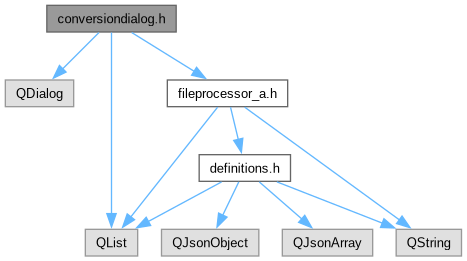 conversiondialog.h
QDialog
fileprocessor_a.h
definitions.h
QList
QJsonObject
QJsonArray
QString